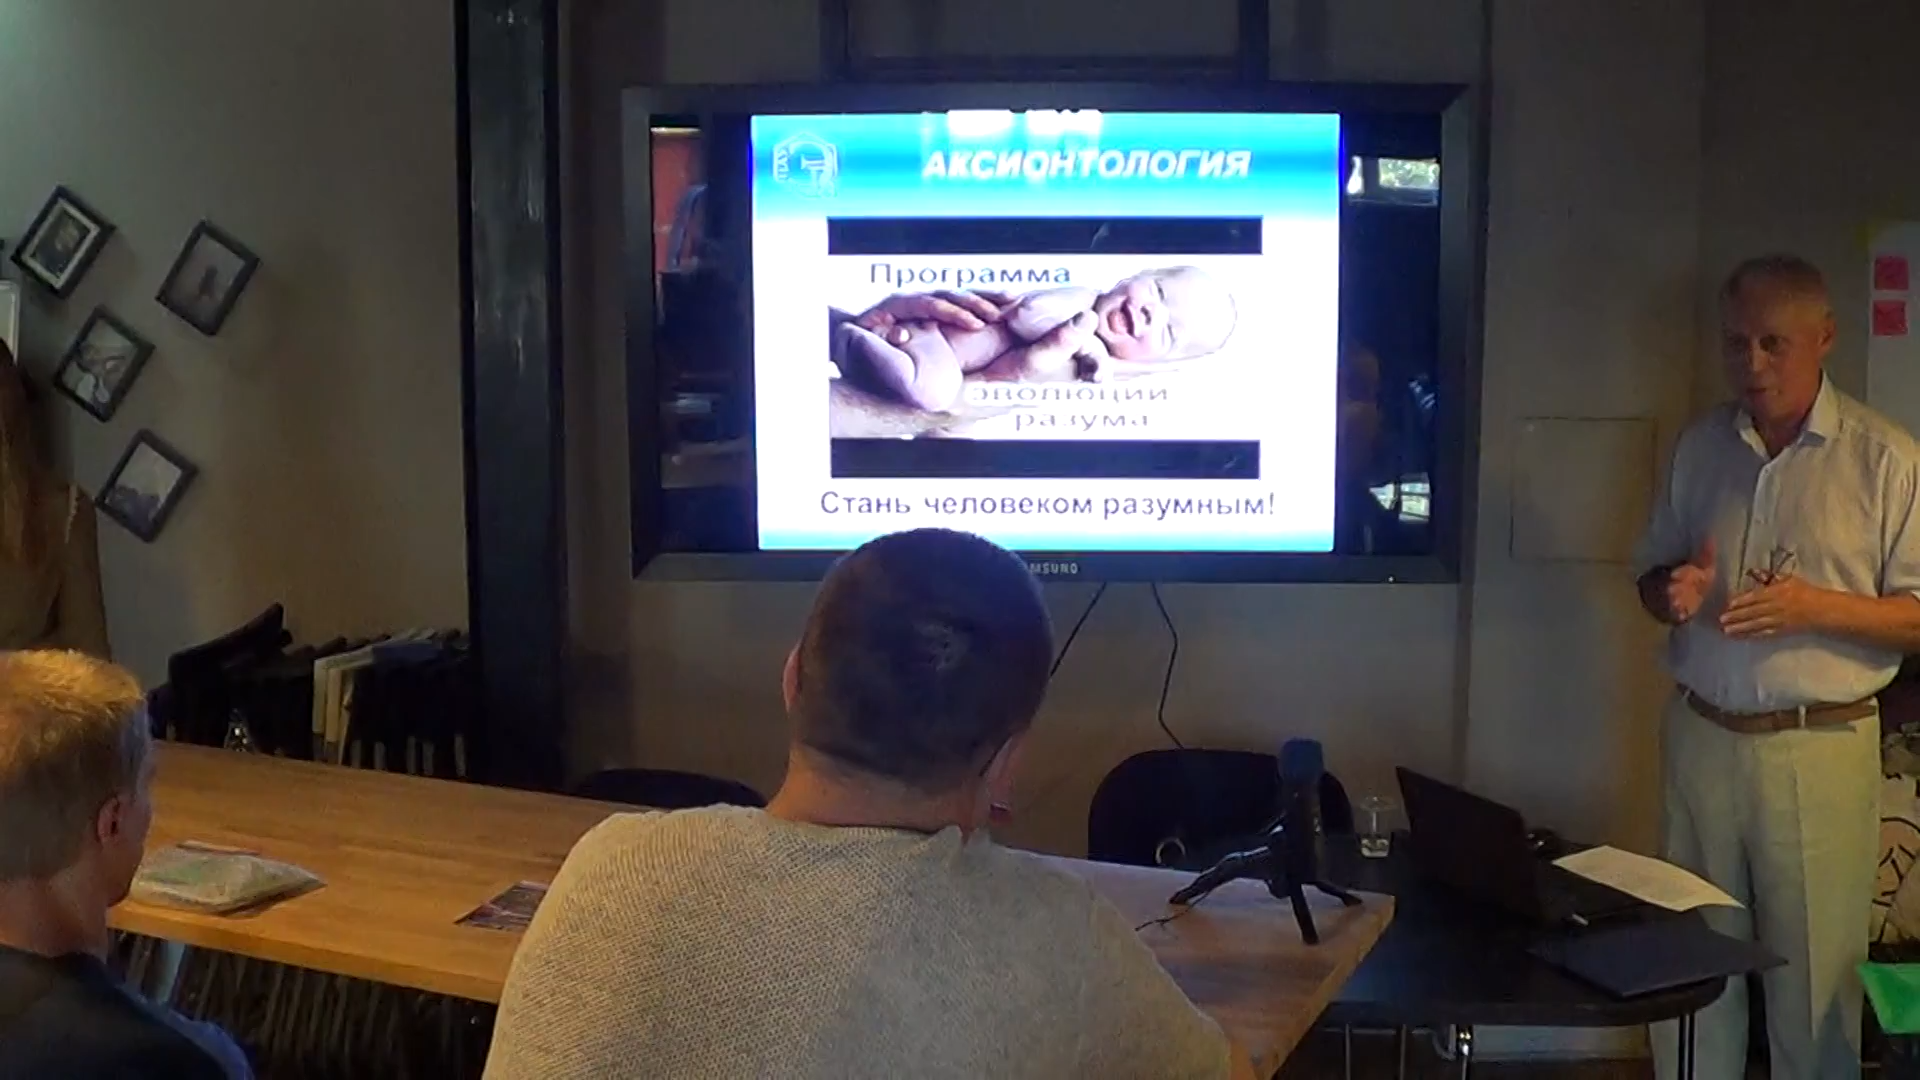 АКСИОНТОЛОГИЯ
Программа
эволюции
разума
Стань человеком разумным!
SAMSUNG